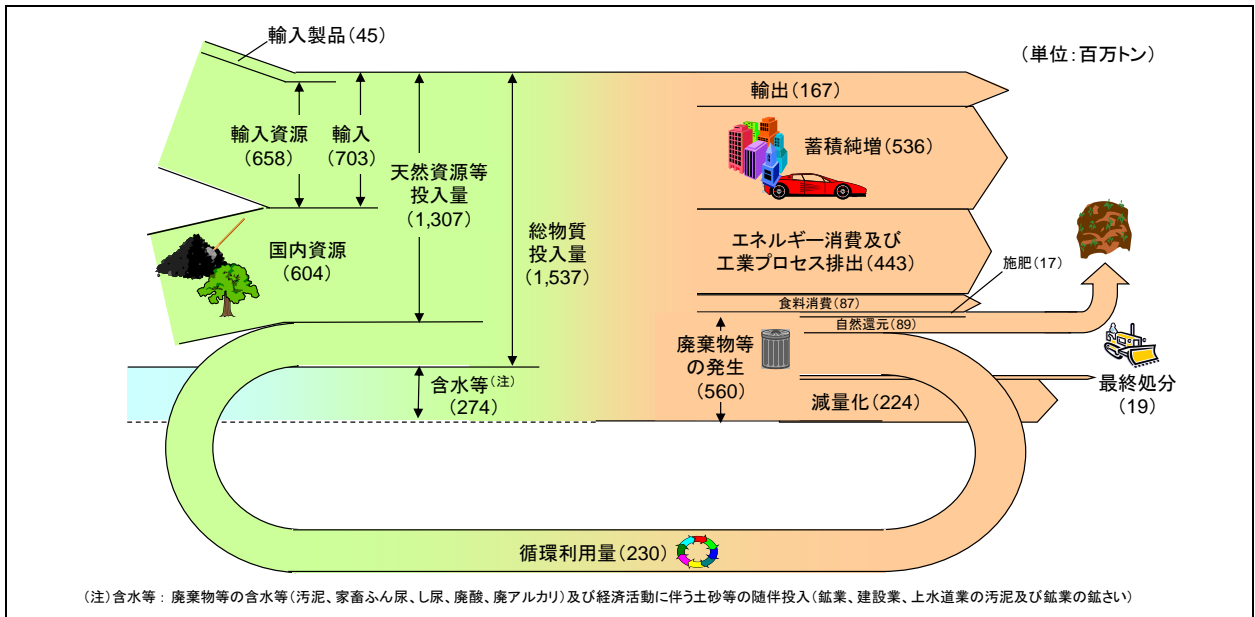 輸入製品(45)
(単位:百万トン)
輸入資源
(658)
輸入
(703)
天然資源等
投入量
(1,307)
総物質
投入量
(1,537)
国内資源
(604)
含水等(注)
(274)
輸出(167)
蓄積純増(536)
エネルギー消費及び
工業プロセス排出(443)
食料消費(87)
施肥(17)
自然還元(89)
廃棄物等
の発生
(560)
減量化(224)
最終処分
(19)
循環利用量(230)
(注)含水等: 廃棄物等の含水等(汚泥、家畜ふん尿、し尿、廃酸、廃アルカリ)及び経済活動に伴う土砂等の随伴投入(鉱業、建設業、上水道業の汚泥及び鉱業の鉱さい)